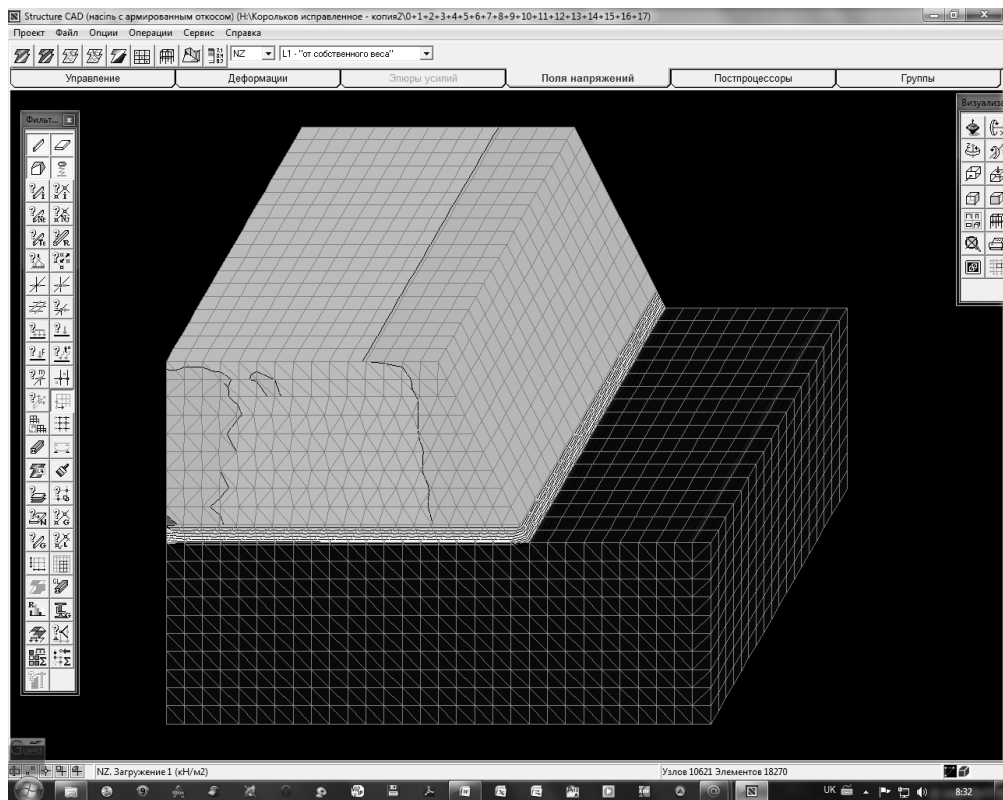 Structure CAD (насіпь с армированным откосом) (H:\Корольков исправленное - копия2\0+1+2+3+4+5+6+7+8+9+10+11+12+13+14+15+16+17)
Проект Файл Опции Операции Сервис Справка
NZ L1 - "от собственного веса"
Управление Деформации Эпюры усилий Поля напряжений Постпроцессоры Группы
Фильт...
Визуализа
Guest
NZ. Загружение 1 (кН/м2) Узлов 10621 Элементов 18270
UK 8:32